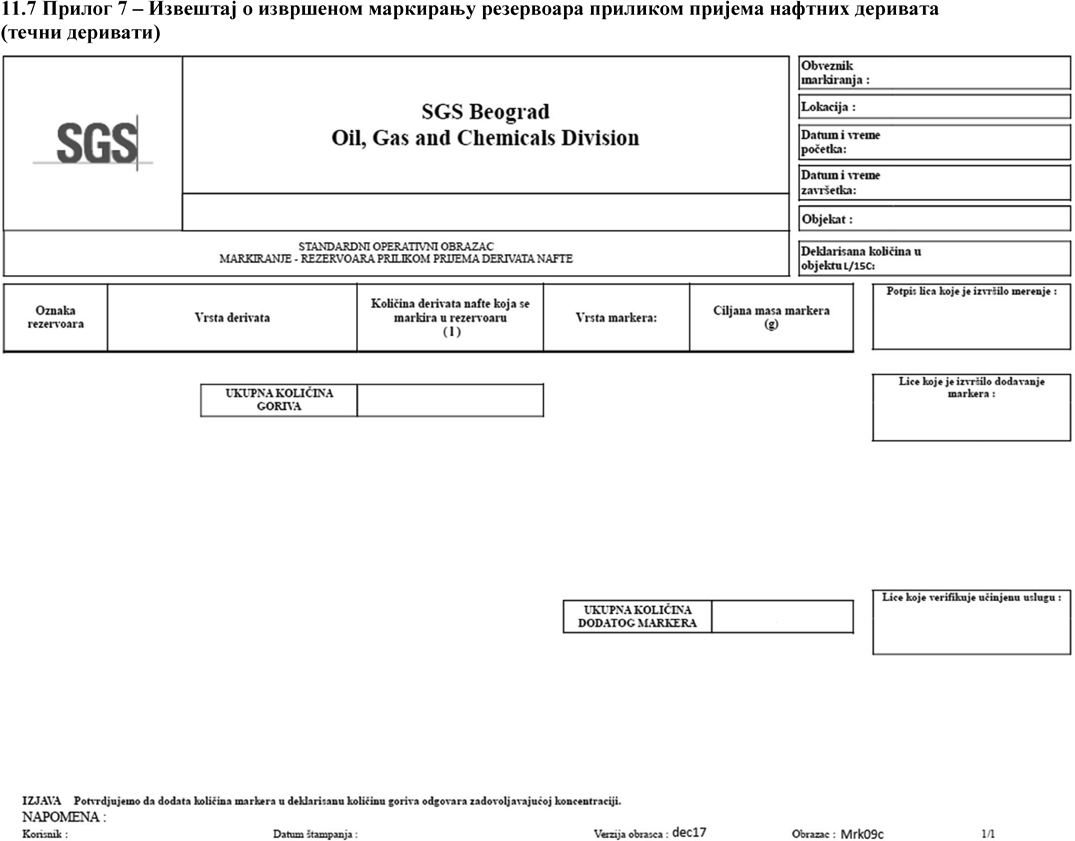 11.7 Прилог 7 – Извештај о извршеном маркирању резервоара приликом пријема нафтних деривата
(течни деривати)
SGS
SGS Beograd
Oil, Gas and Chemicals Division
STANDARDNI OPERATIVNI OBRAZAC
MARKIRANJE - REZERVOARA PRILIKOM PRIJEMA DERIVATA NAFTE
Obveznik
markiranja :
Lokacija :
Datum i vreme
početka:
Datum i vreme
završetka:
Objekat :
Deklarisana količina u
objektu L/15C:
Oznaka
rezervoara
Vrsta derivata
Količina derivata nafte koja se
markira u rezervoaru
( l )
Vrsta markera:
Ciljana masa markera
(g)
Potpis lica koje je izvršilo merenje :
UKUPNA KOLIČINA
GORIVA
Lice koje je izvršilo dodavanje
markera :
UKUPNA KOLIČINA
DODATOG MARKERA
Lice koje verifikuje učinjenu uslugu :
IZJAVA Potvrdjujemo da dodata količina markera u deklarisanu količinu goriva odgovara zadovoljavajućoj koncentraciji.
NAPOMENA :
Korisnik : Datum štampanja : Verzija obrasca : dec17 Obrazac : Mrk09c 1/1